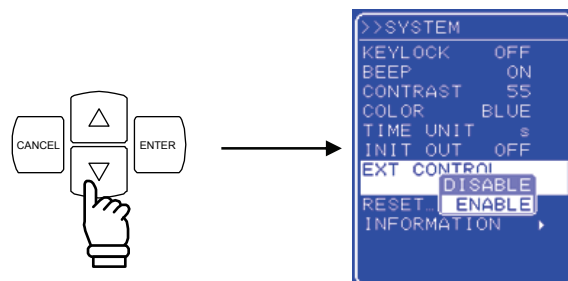 CANCEL
ENTER
>>SYSTEM
KEYLOCK OFF
BEEP ON
CONTRAST 55
COLOR BLUE
TIME UNIT s
INIT OUT OFF
EXT CONTROL
DISABLE
RESET… ENABLE
INFORMATION